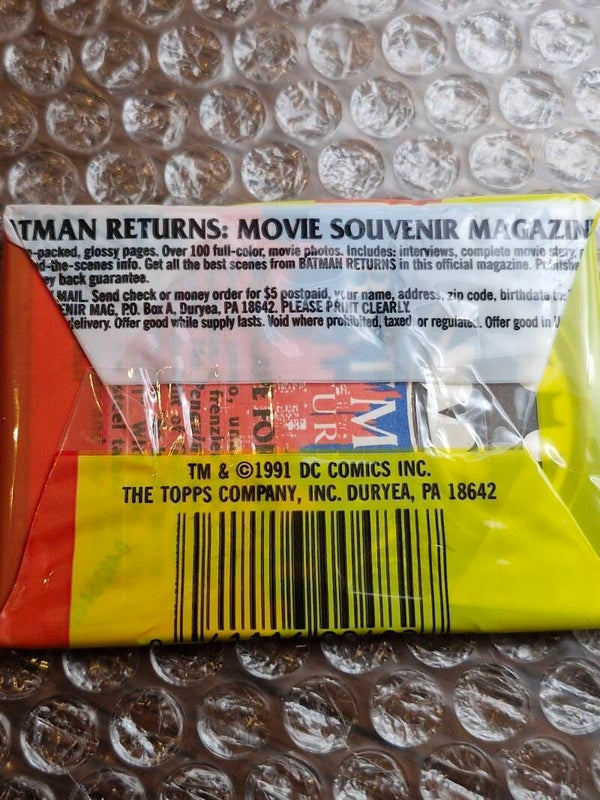 TMAN RETURNS: MOVIE SOUVENIR MAGAZIN
-packed, glossy pages. Over 100 full-color, movie photos. Includes: interviews, complete movie story,
d-the-scenes info. Get all the best scenes from BATMAN RETURNS in this official magazine.
ey back guarantee.
MAIL. Send check or money order for $5 postpaid, your name, address, zip code, birthdate to:
ENIR MAG, P.O. Box A, Duryea, PA 18642. PLEASE PRINT CLEARLY.
delivery. Offer good while supply lasts. Void where prohibited, taxed or regulated. Offer good in
M
UR
E FOR
TM & ©1991 DC COMICS INC.
THE TOPPS COMPANY, INC. DURYEA, PA 18642